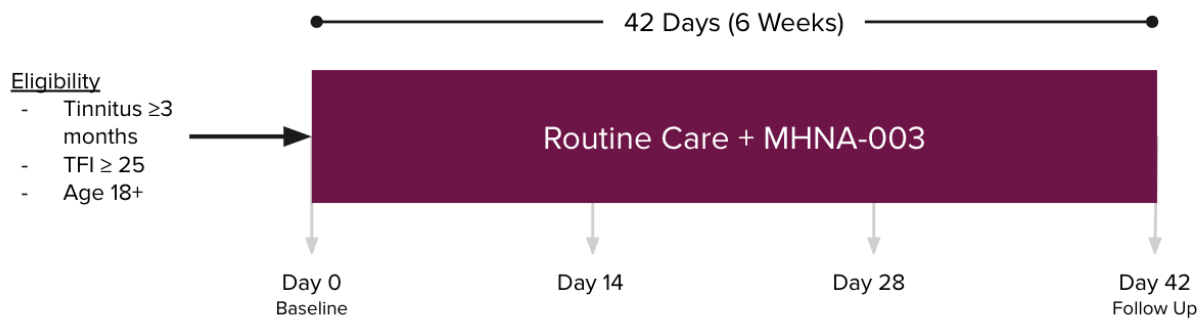 42 Days (6 Weeks)
Eligibility
- Tinnitus ≥3
months
- TFI ≥ 25
- Age 18+
Routine Care + MHNA-003
Day 0
Baseline
Day 14
Day 28
Day 42
Follow Up